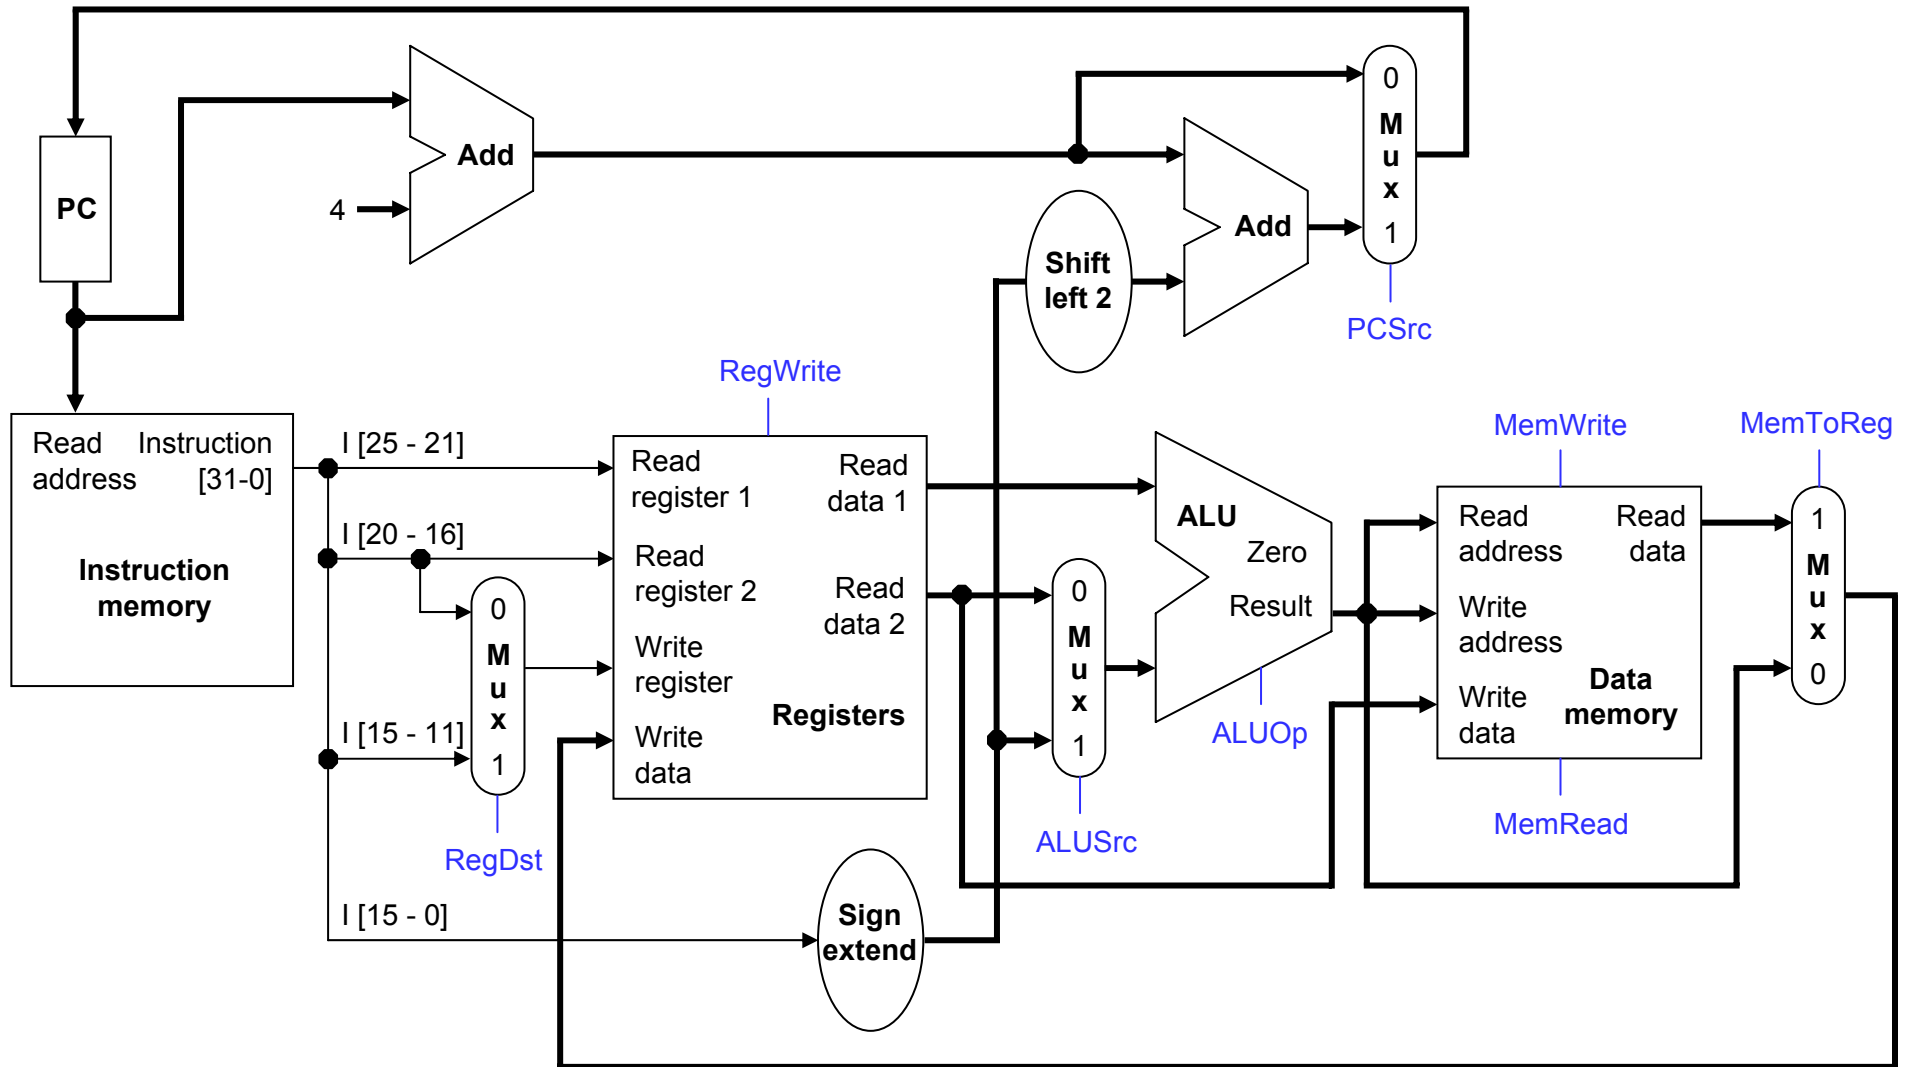 0
M
u
x
1
Add
PC
4
Add
Shift
left 2
PCSrc
RegWrite
Read
address
Instruction
[31-0]
Instruction
memory
I [25 - 21]
I [20 - 16]
I [15 - 11]
I [15 - 0]
0
M
u
x
1
RegDst
Read
register 1
Read
register 2
Write
register
Write
data
Read
data 1
Read
data 2
Registers
Sign
extend
0
M
u
x
1
ALUSrc
ALU
Zero
Result
ALUOp
MemWrite
Read
address
Write
address
Write
data
Read
data
Data
memory
MemRead
MemToReg
1
M
u
x
0